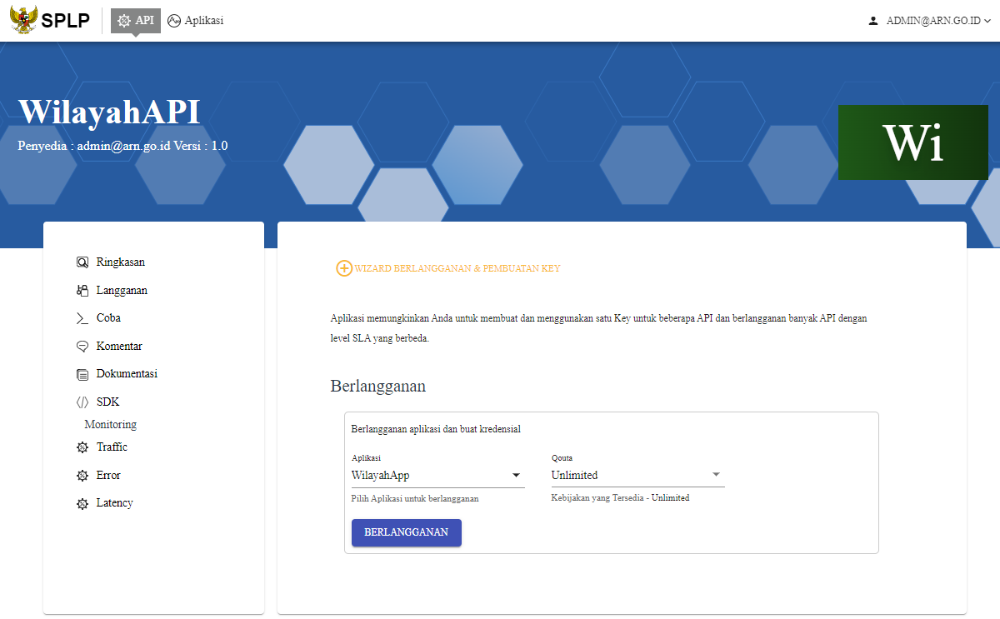 SPLP
API
Aplikasi
ADMIN@ARN.GO.ID
WilayahAPI
Penyedia : admin@arn.go.id Versi : 1.0
Wi
Ringkasan
Langganan
Coba
Komentar
Dokumentasi
SDK
Monitoring
Traffic
Error
Latency
WIZARD BERLANGGANAN & PEMBUATAN KEY
Aplikasi memungkinkan Anda untuk membuat dan menggunakan satu Key untuk beberapa API dan berlangganan banyak API dengan
level SLA yang berbeda.
Berlangganan
Berlangganan aplikasi dan buat kredensial
Aplikasi
WilayahApp
Pilih Aplikasi untuk berlangganan
Qouta
Unlimited
Kebijakan yang Tersedia - Unlimited
BERLANGGANAN